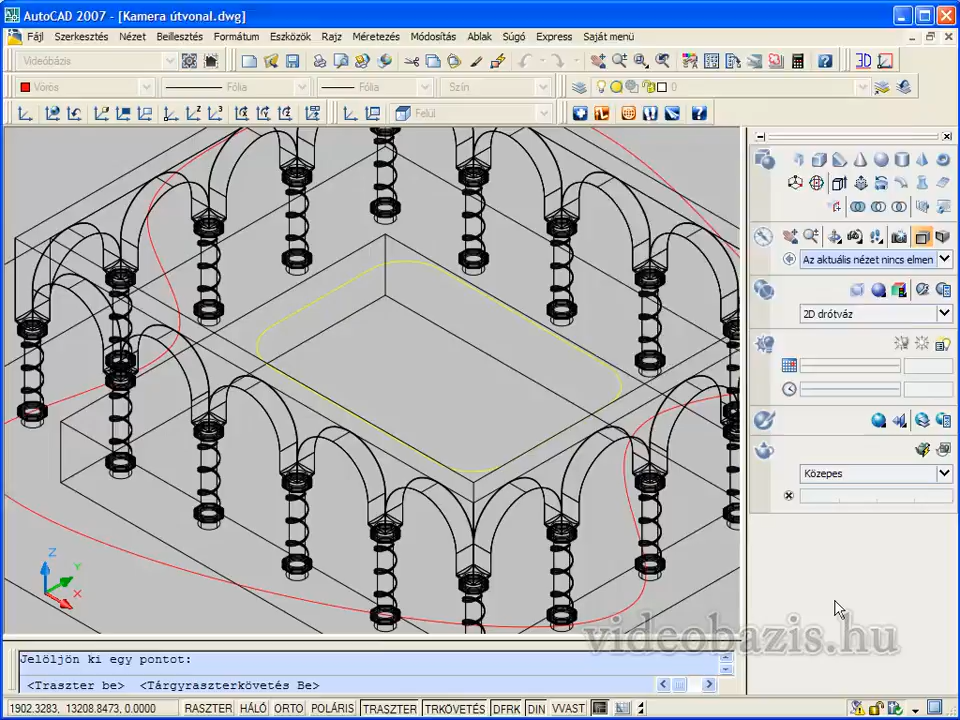 AutoCAD 2007 - [Kamera útvonal.dwg]
Fájl Szerkesztés Nézet Beillesztés Formátum Eszközök Rajz Méretezés Módosítás Ablak Súgó Express Saját menü
Videóbázis
3D
Vörös Fólia Fólia Szín 0
Felül
Az aktuális nézet nincs elmen
2D drótváz
Közepes
Z
Y
X
videobazis.hu
Jelöljön ki egy pontot:
<Traszter be> <Tárgyraszterkövetés Be>
1902.3283, 13208.8473, 0.0000 RASZTER HÁLÓ ORTO POLÁRIS TRASZTER TRKÖVETÉS DFRK DIN VVAST